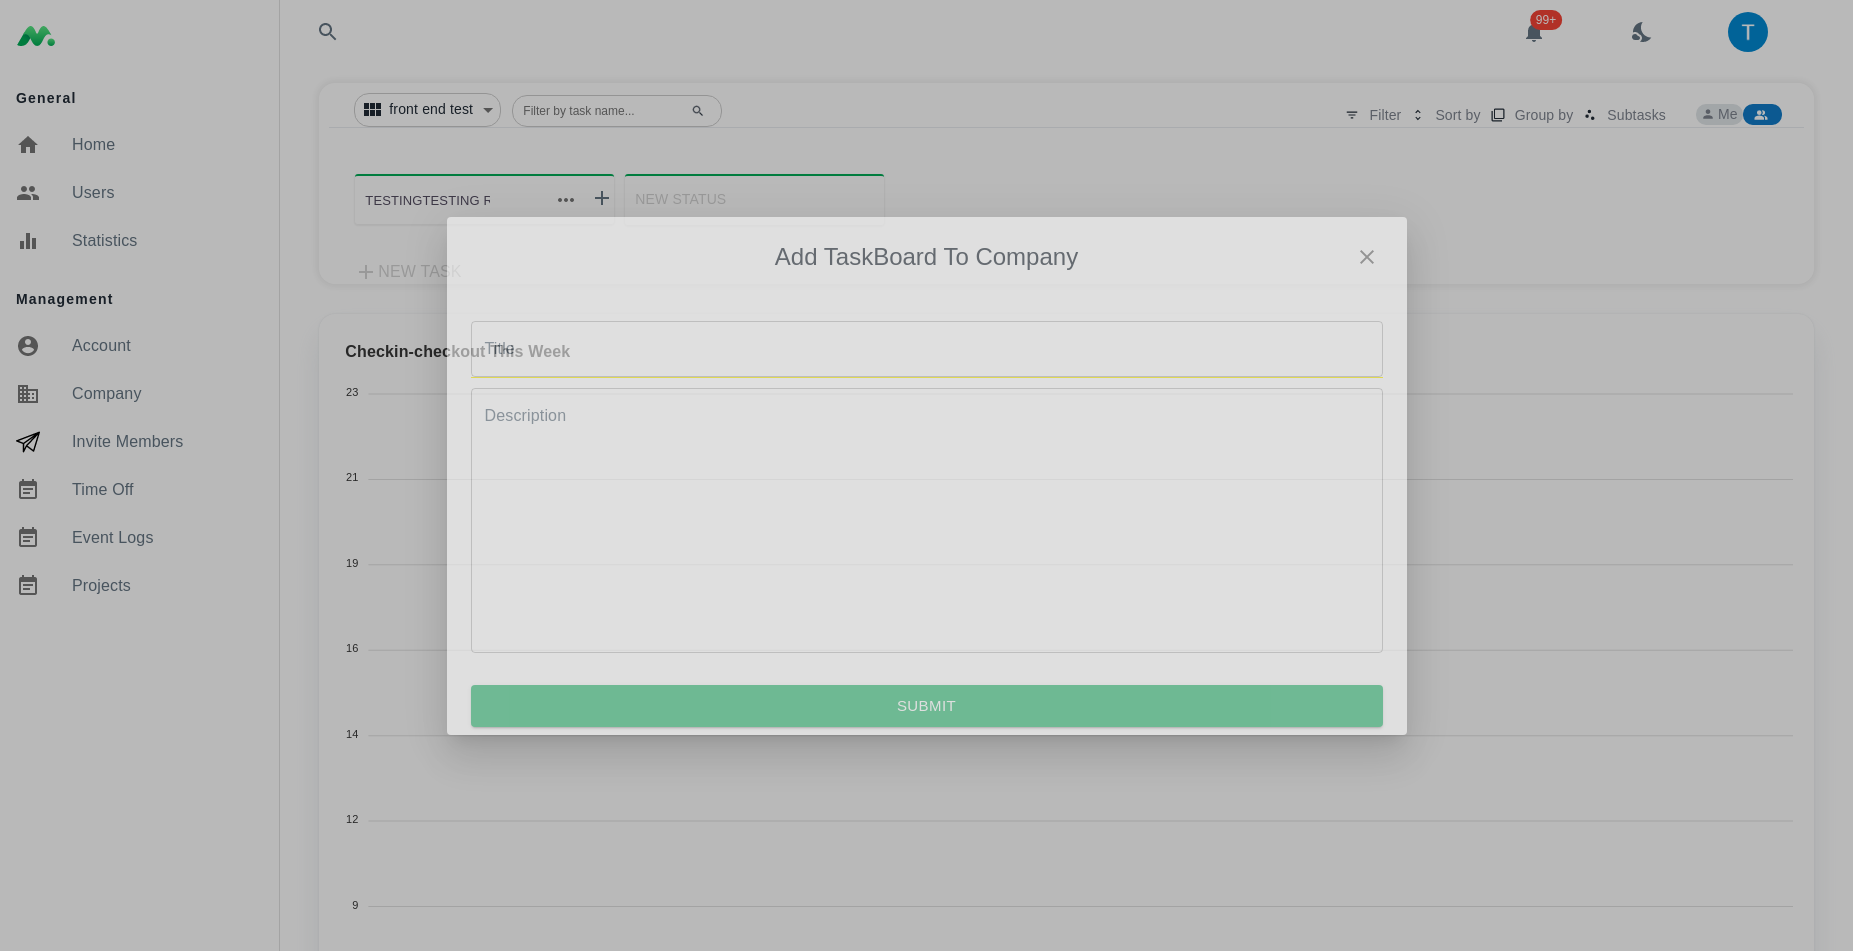 99+
T
General
Home
Users
Statistics
Management
Account
Company
Invite Members
Time Off
Event Logs
Projects
front end test
Filter by task name...
Filter
Sort by
Group by
Subtasks
Me
TESTINGTESTING R
NEW STATUS
NEW TASK
Add TaskBoard To Company
Title
Description
SUBMIT
Checkin-checkout This Week
23
21
19
16
14
12
9